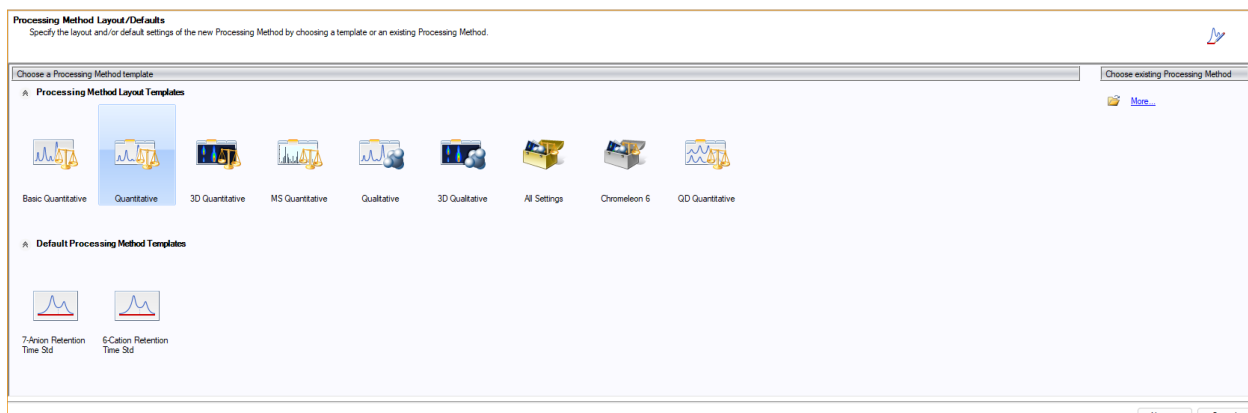 Processing Method Layout/Defaults
Specify the layout and/or default settings of the new Processing Method by choosing a template or an existing Processing Method.
Choose a Processing Method template
Choose existing Processing Method
Processing Method Layout Templates
More...
Basic Quantitative
Quantitative
3D Quantitative
MS Quantitative
Qualitative
3D Qualitative
All Settings
Chromeleon 6
QD Quantitative
Default Processing Method Templates
7-Anion Retention
Time Std
6-Cation Retention
Time Std